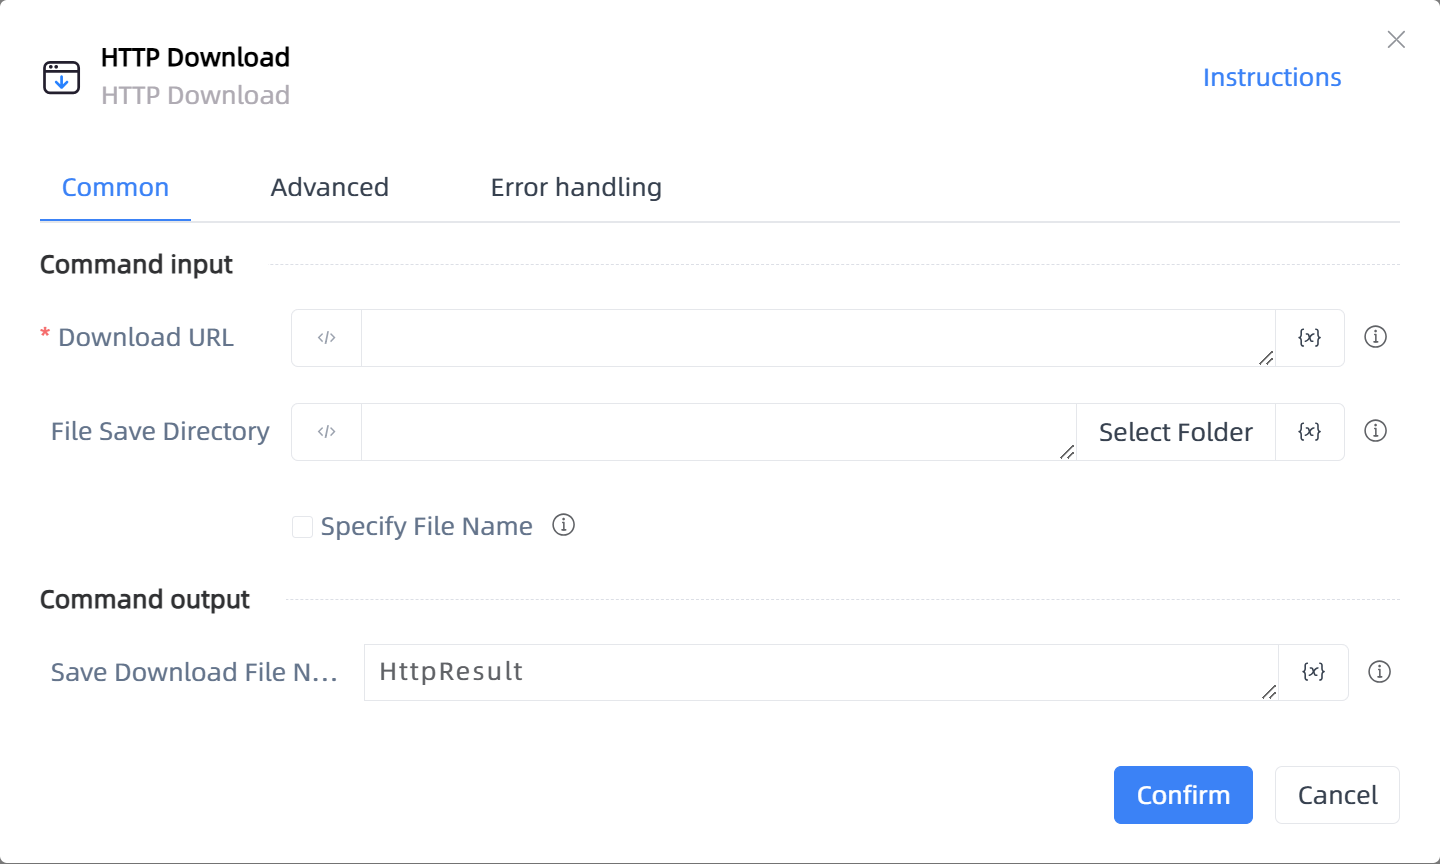 HTTP Download
HTTP Download
Instructions
Common
Advanced
Error handling
Command input
* Download URL
</>
{x}
File Save Directory
</>
Select Folder
{x}
Specify File Name
Command output
Save Download File N...
HttpResult
{x}
Confirm
Cancel